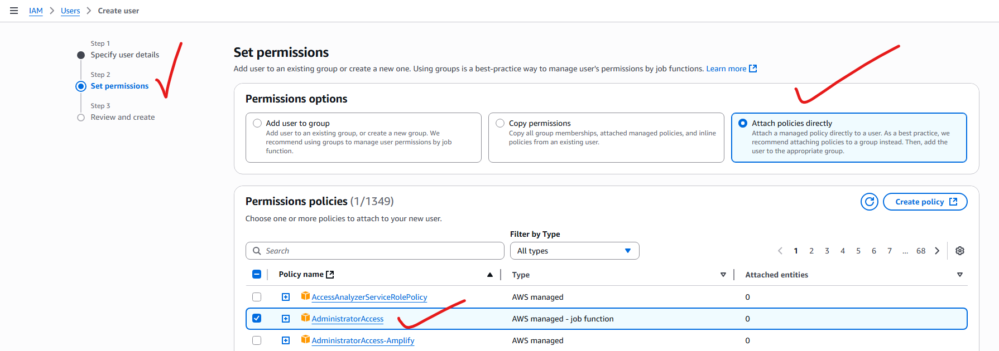 IAM > Users > Create user
Step 1
Specify user details
Step 2
Set permissions
Step 3
Review and create
Set permissions
Add user to an existing group or create a new one. Using groups is a best-practice way to manage user's permissions by job functions. Learn more
Permissions options
Add user to group
Add user to an existing group, or create a new group. We
recommend using groups to manage user permissions by job
function.
Copy permissions
Copy all group memberships, attached managed policies, and inline
policies from an existing user.
Attach policies directly
Attach a managed policy directly to a user. As a best practice, we
recommend attaching policies to a group instead. Then, add the
user to the appropriate group.
Permissions policies (1/1349)
Create policy
Choose one or more policies to attach to your new user.
Filter by Type
Search
All types
1 2 3 4 5 6 7 ... 68
Policy name Type Attached entities
AccessAnalyzerServiceRolePolicy AWS managed 0
AdministratorAccess AWS managed - job function 0
AdministratorAccess-Amplify AWS managed 0